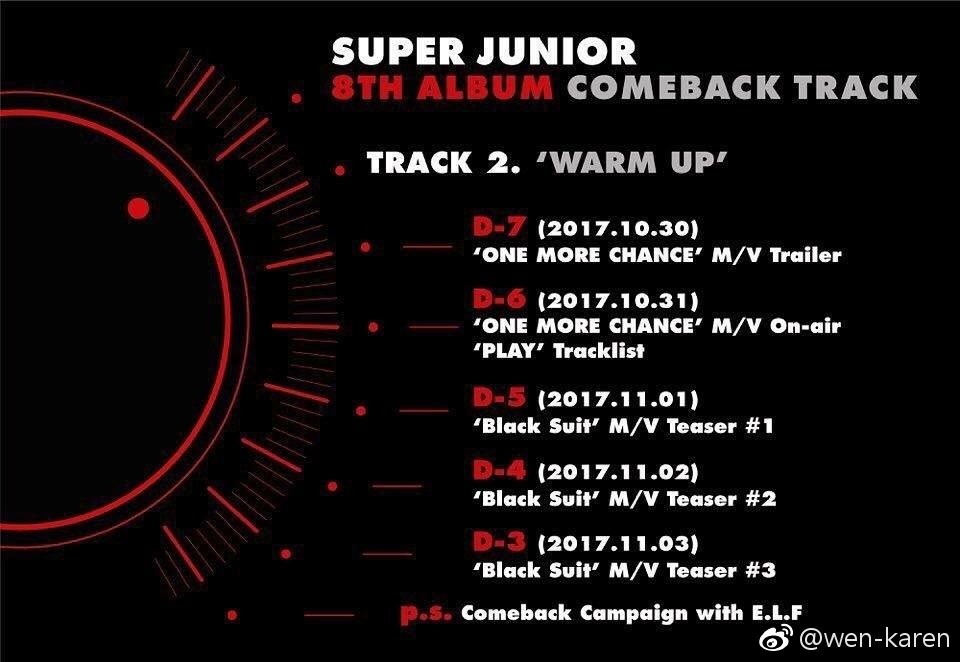 SUPER JUNIOR
8TH ALBUM COMEBACK TRACK
TRACK 2. ‘WARM UP’
D-7 (2017.10.30)
‘ONE MORE CHANCE’ M/V Trailer
D-6 (2017.10.31)
‘ONE MORE CHANCE’ M/V On-air
‘PLAY’ Tracklist
D-5 (2017.11.01)
‘Black Suit’ M/V Teaser #1
D-4 (2017.11.02)
‘Black Suit’ M/V Teaser #2
D-3 (2017.11.03)
‘Black Suit’ M/V Teaser #3
p.s. Comeback Campaign with E.L.F
@wen-karen